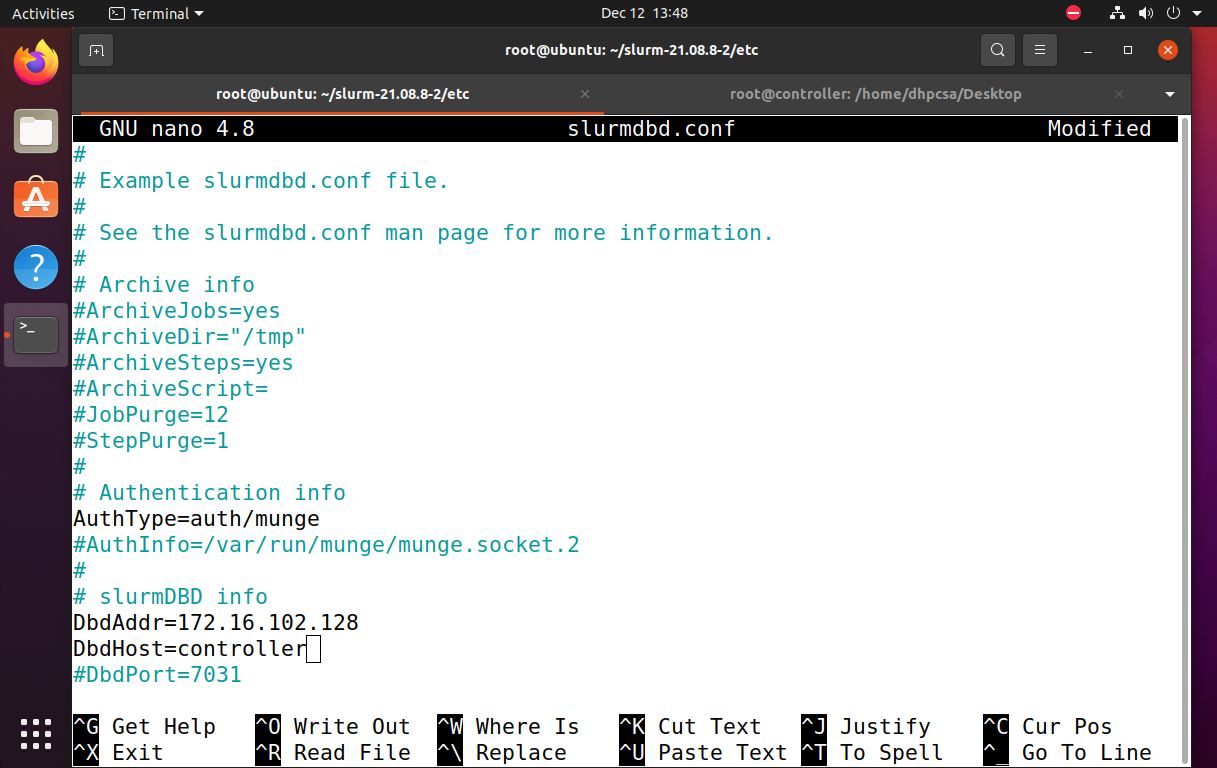 Activities Terminal Dec 12 13:48
root@ubuntu: ~/slurm-21.08.8-2/etc
root@ubuntu: ~/slurm-21.08.8-2/etc × root@controller: /home/dhpcsa/Desktop ×
GNU nano 4.8 slurmdbd.conf Modified
#
# Example slurmdbd.conf file.
#
# See the slurmdbd.conf man page for more information.
#
# Archive info
#ArchiveJobs=yes
#ArchiveDir="/tmp"
#ArchiveSteps=yes
#ArchiveScript=
#JobPurge=12
#StepPurge=1
#
# Authentication info
AuthType=auth/munge
#AuthInfo=/var/run/munge/munge.socket.2
#
# slurmDBD info
DbdAddr=172.16.102.128
DbdHost=controller
#DbdPort=7031
^G Get Help ^O Write Out ^W Where Is ^K Cut Text ^J Justify ^C Cur Pos
^X Exit ^R Read File ^\ Replace ^U Paste Text ^T To Spell ^_ Go To Line